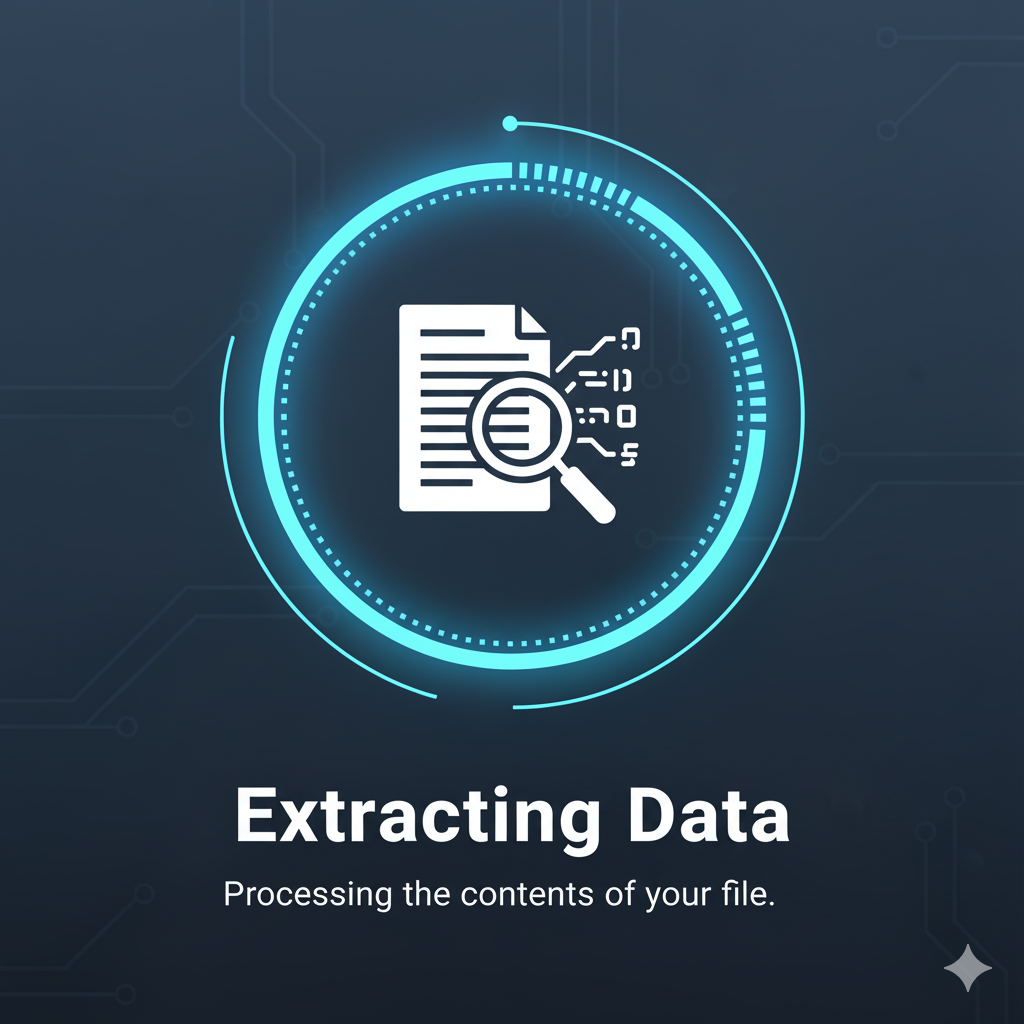 Extracting Data
Processing the contents of your file.